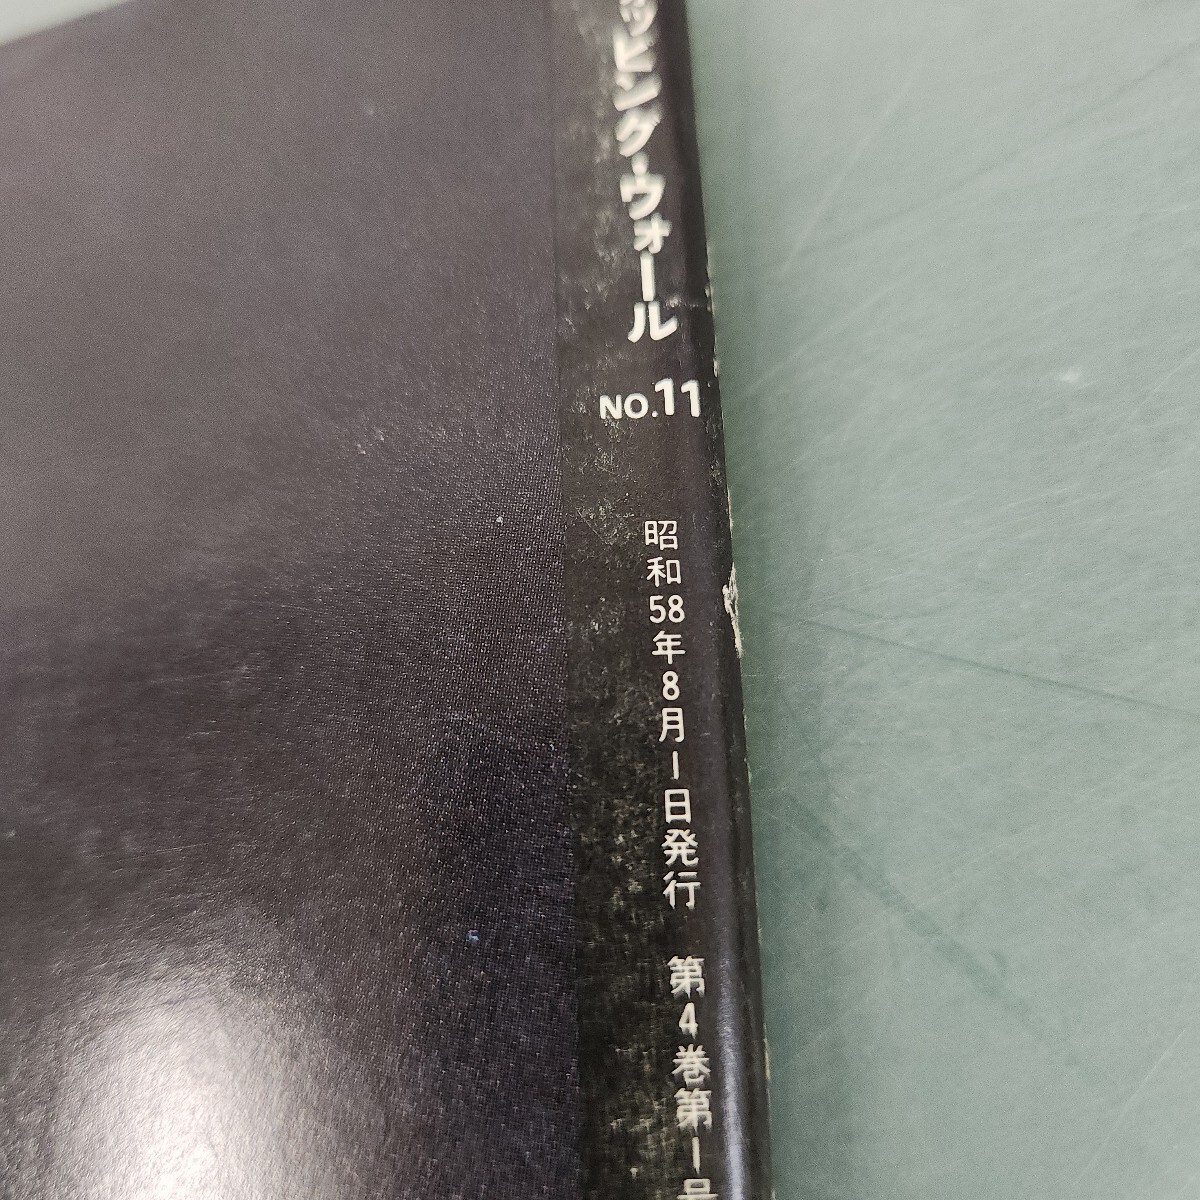 ッピング・ウォール
NO.11
昭和58年8月1日発行
第4巻第1号